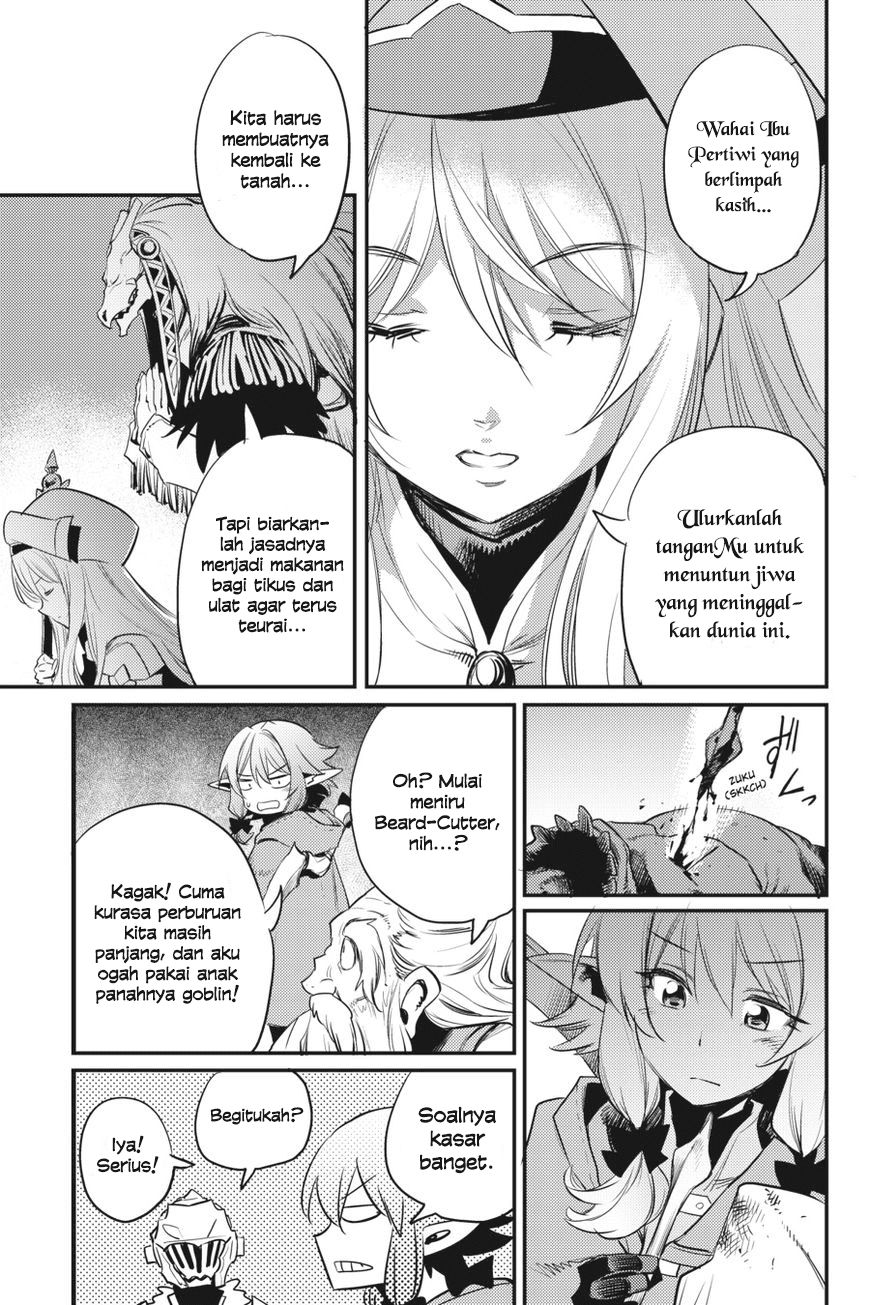 Wahai Ibu
Pertiwi yang
berlimpah
kasih...
Ulurkanlah
tanganMu untuk
menuntun jiwa
yang meninggal-
kan dunia ini.
Kita harus
membuatnya
kembali ke
tanah...
Tapi biarkan-
lah jasadnya
menjadi makanan
bagi tikus dan
ulat agar terus
teurai...
ズクッ
ZUKU
(SKKCH)
Oh? Mulai
meniru
Beard-Cutter,
nih...?
Kagak! Cuma
kurasa perburuan
kita masih
panjang, dan aku
ogah pakai anak
panahnya goblin!
Soalnya
kasar
banget.
Begitukah?
Iya!
Serius!